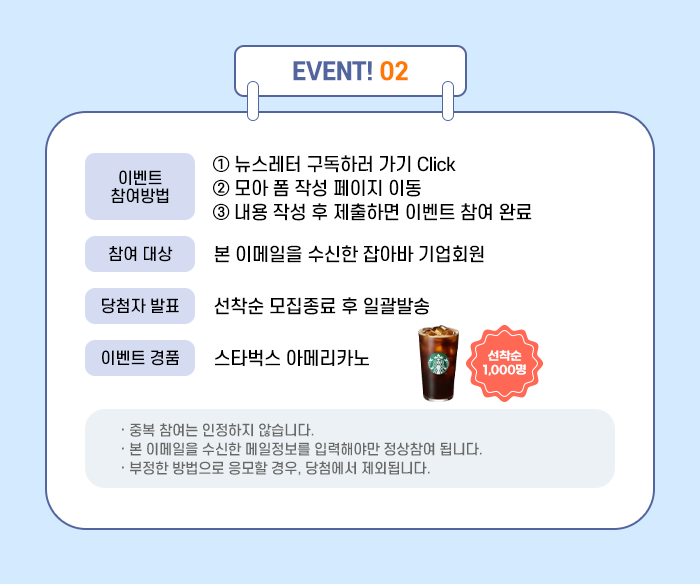 EVENT! 02
이벤트
참여방법
① 뉴스레터 구독하러 가기 Click
② 모아 폼 작성 페이지 이동
③ 내용 작성 후 제출하면 이벤트 참여 완료
참여 대상
본 이메일을 수신한 잡아바 기업회원
당첨자 발표
선착순 모집종료 후 일괄발송
이벤트 경품
스타벅스 아메리카노
선착순
1,000명
· 중복 참여는 인정하지 않습니다.
· 본 이메일을 수신한 메일정보를 입력해야만 정상참여 됩니다.
· 부정한 방법으로 응모할 경우, 당첨에서 제외됩니다.